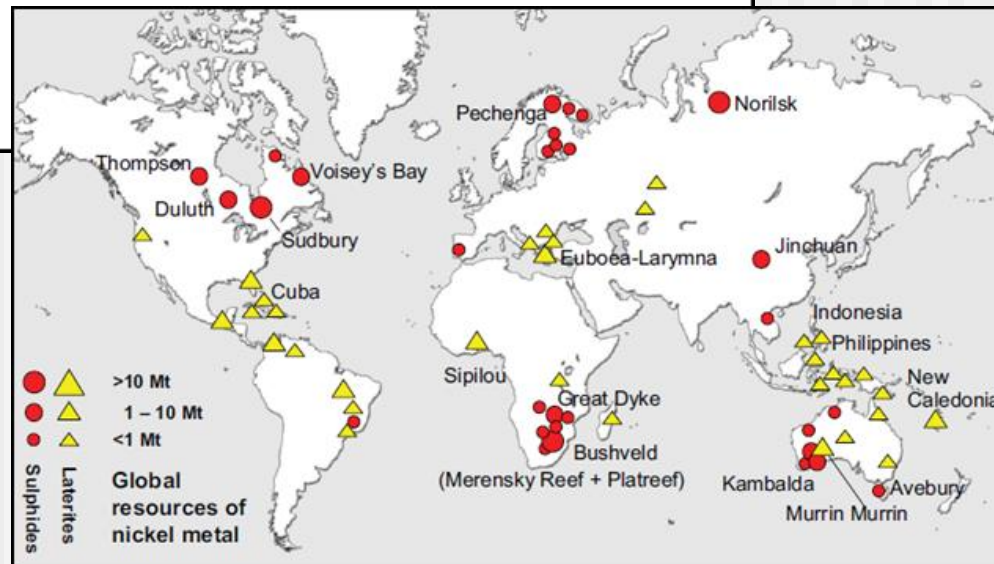 Pechenga
Norilsk
Thompson
Voisey's Bay
Duluth
Sudbury
Jinchuan
Euboea-Larymna
Cuba
Indonesia
Philippines
Sipilou
New
Caledonia
Great Dyke
Bushveld
(Merensky Reef + Platreef)
Kambalda
Avebury
Murrin Murrin
>10 Mt
1 – 10 Mt
<1 Mt
Sulphides
Laterites
Global
resources of
nickel metal